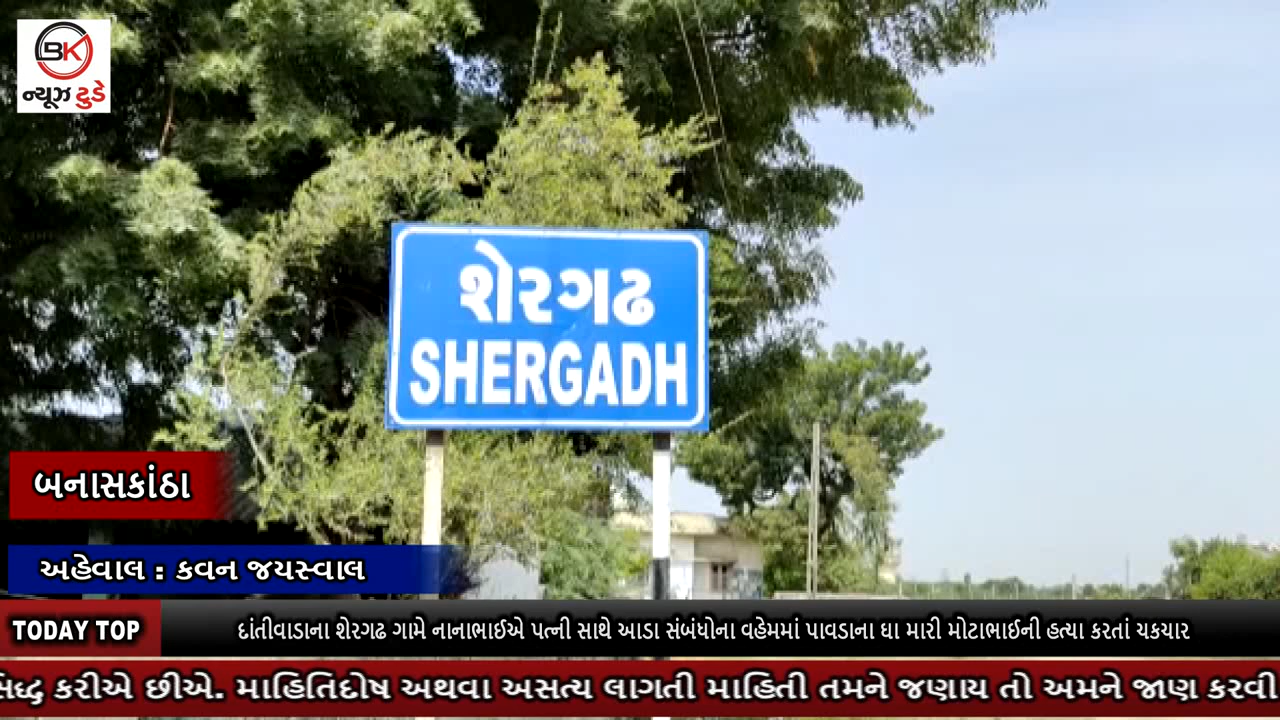 BK
ન્યૂઝ ટુડે
શેરગઢ
SHERGADH
બનાસકાંઠા
અહેવાલ : કવન જયસ્વાલ
TODAY TOP
દાંતીવાડાના શેરગઢ ગામે નાનાભાઈએ પત્ની સાથે આડા સંબંધોના વહેમમાં પાવડાના ઘા મારી મોટાભાઈની હત્યા કરતાં ચકચાર
કરીએ છીએ. માહિતિદોષ અથવા અસત્ય લાગતી માહિતી તમને જણાય તો અમને જાણ કરવી